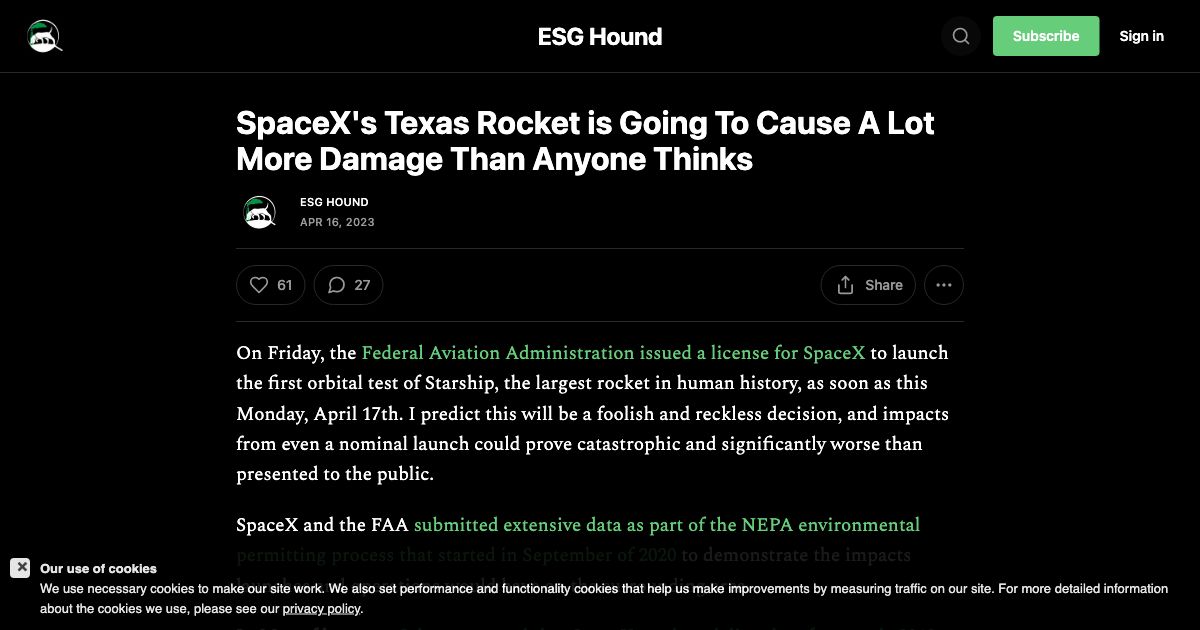 ESG Hound
Subscribe
Sign in
SpaceX's Texas Rocket is Going To Cause A Lot
More Damage Than Anyone Thinks
ESG HOUND
APR 16, 2023
61
27
Share
On Friday, the Federal Aviation Administration issued a license for SpaceX to launch
the first orbital test of Starship, the largest rocket in human history, as soon as this
Monday, April 17th. I predict this will be a foolish and reckless decision, and impacts
from even a nominal launch could prove catastrophic and significantly worse than
presented to the public.
SpaceX and the FAA submitted extensive data as part of the NEPA environmental
permitting process that started in September of 2020 to demonstrate the impacts
Our use of cookies
We use necessary cookies to make our site work. We also set performance and functionality cookies that help us make improvements by measuring traffic on our site. For more detailed information
about the cookies we use, please see our privacy policy.